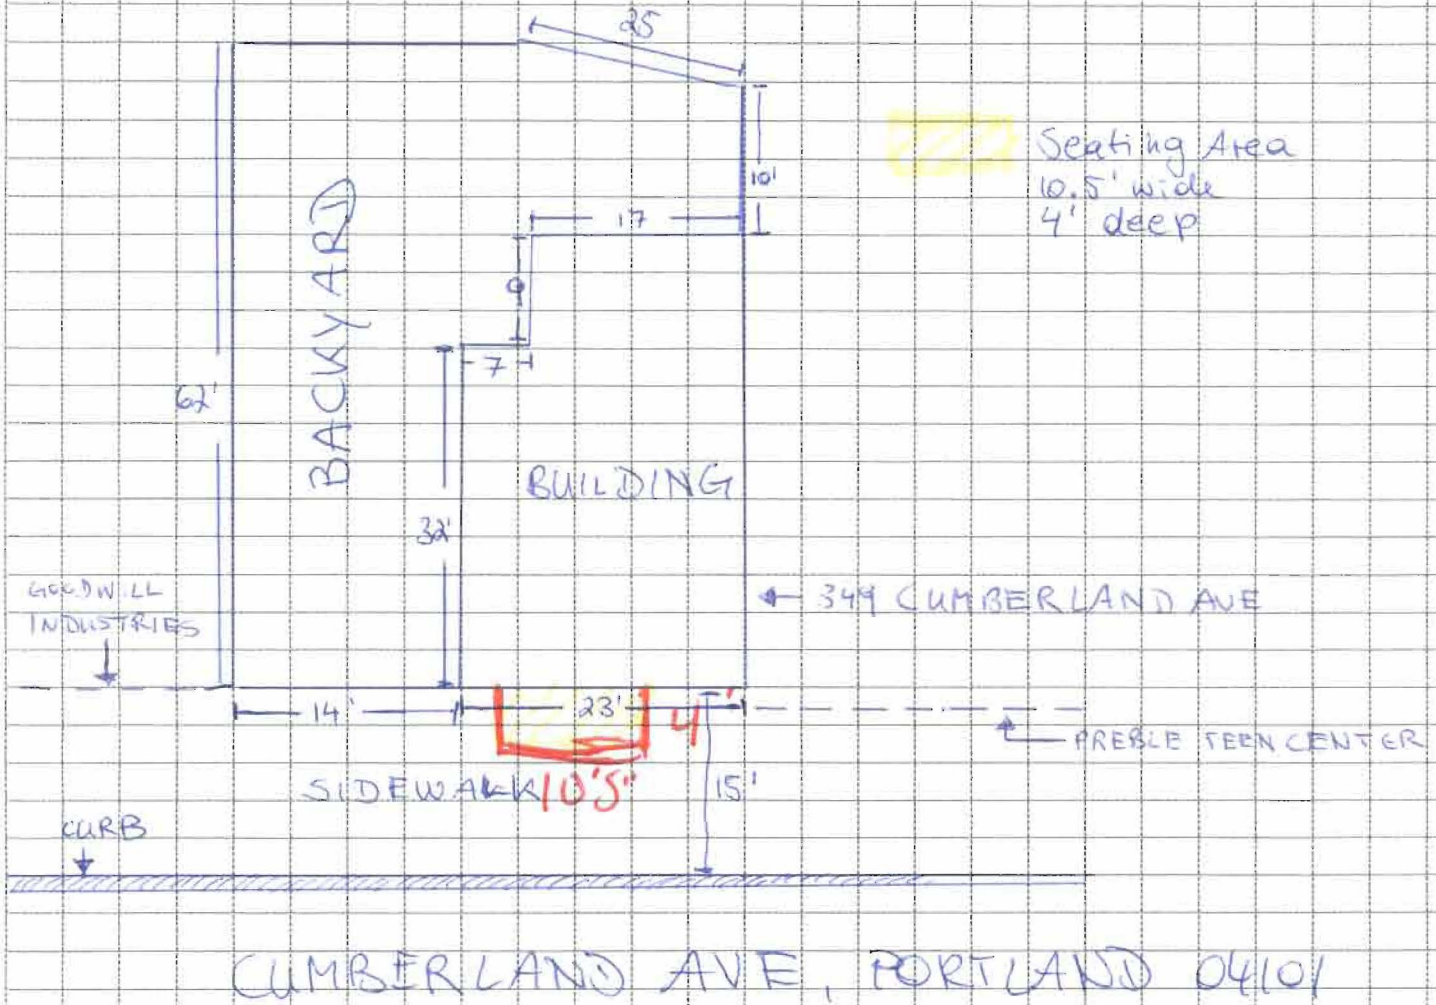 25
Seating Area
10.5' wide
4' deep
10'
17
BACKYARD
7
62'
BUILDING
32'
GOODWILL
INDUSTRIES
349 CUMBERLAND AVE
14'
23'
4'
PREBLE TEEN CENTER
SIDEWALK
10'5"
15'
CURB
CUMBERLAND AVE, PORTLAND 04101